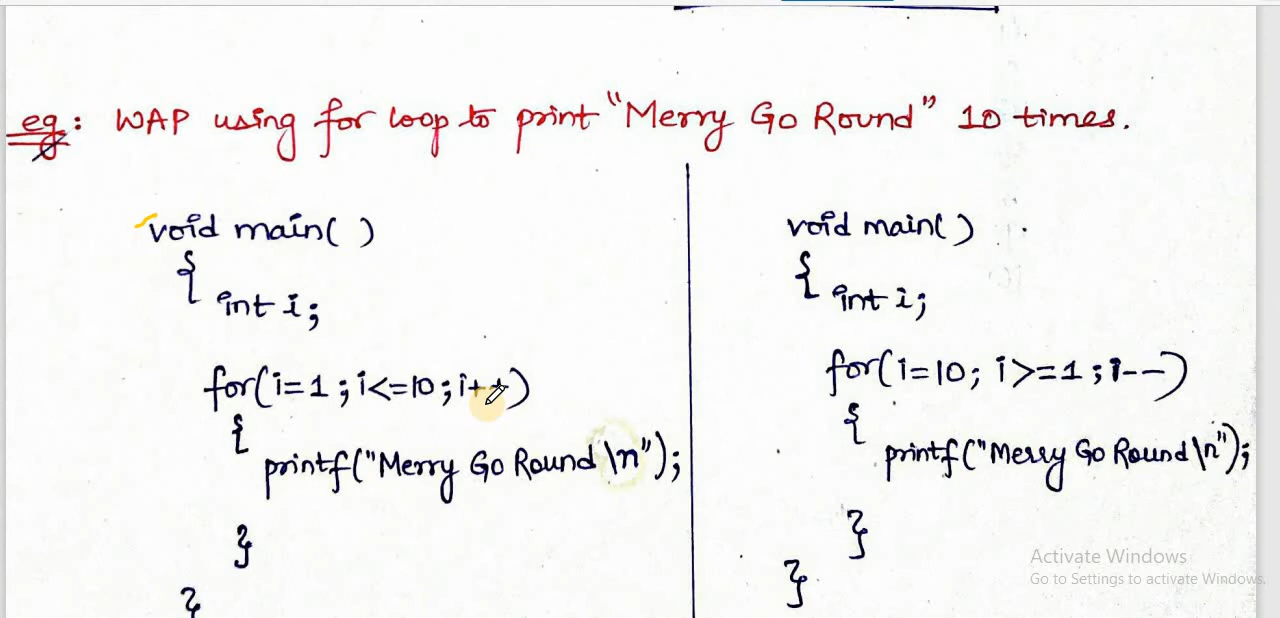 eg: WAP using for loop to print "Merry Go Round" 10 times.
void main( )
{
int i;
for(i=1; i<=10; i++)
{
printf("Merry Go Round \n");
}
}
void main( )
{
int i;
for(i=10; i>=1; i--)
{
printf("Merry Go Round \n");
}
}
Activate Windows
Go to Settings to activate Windows.